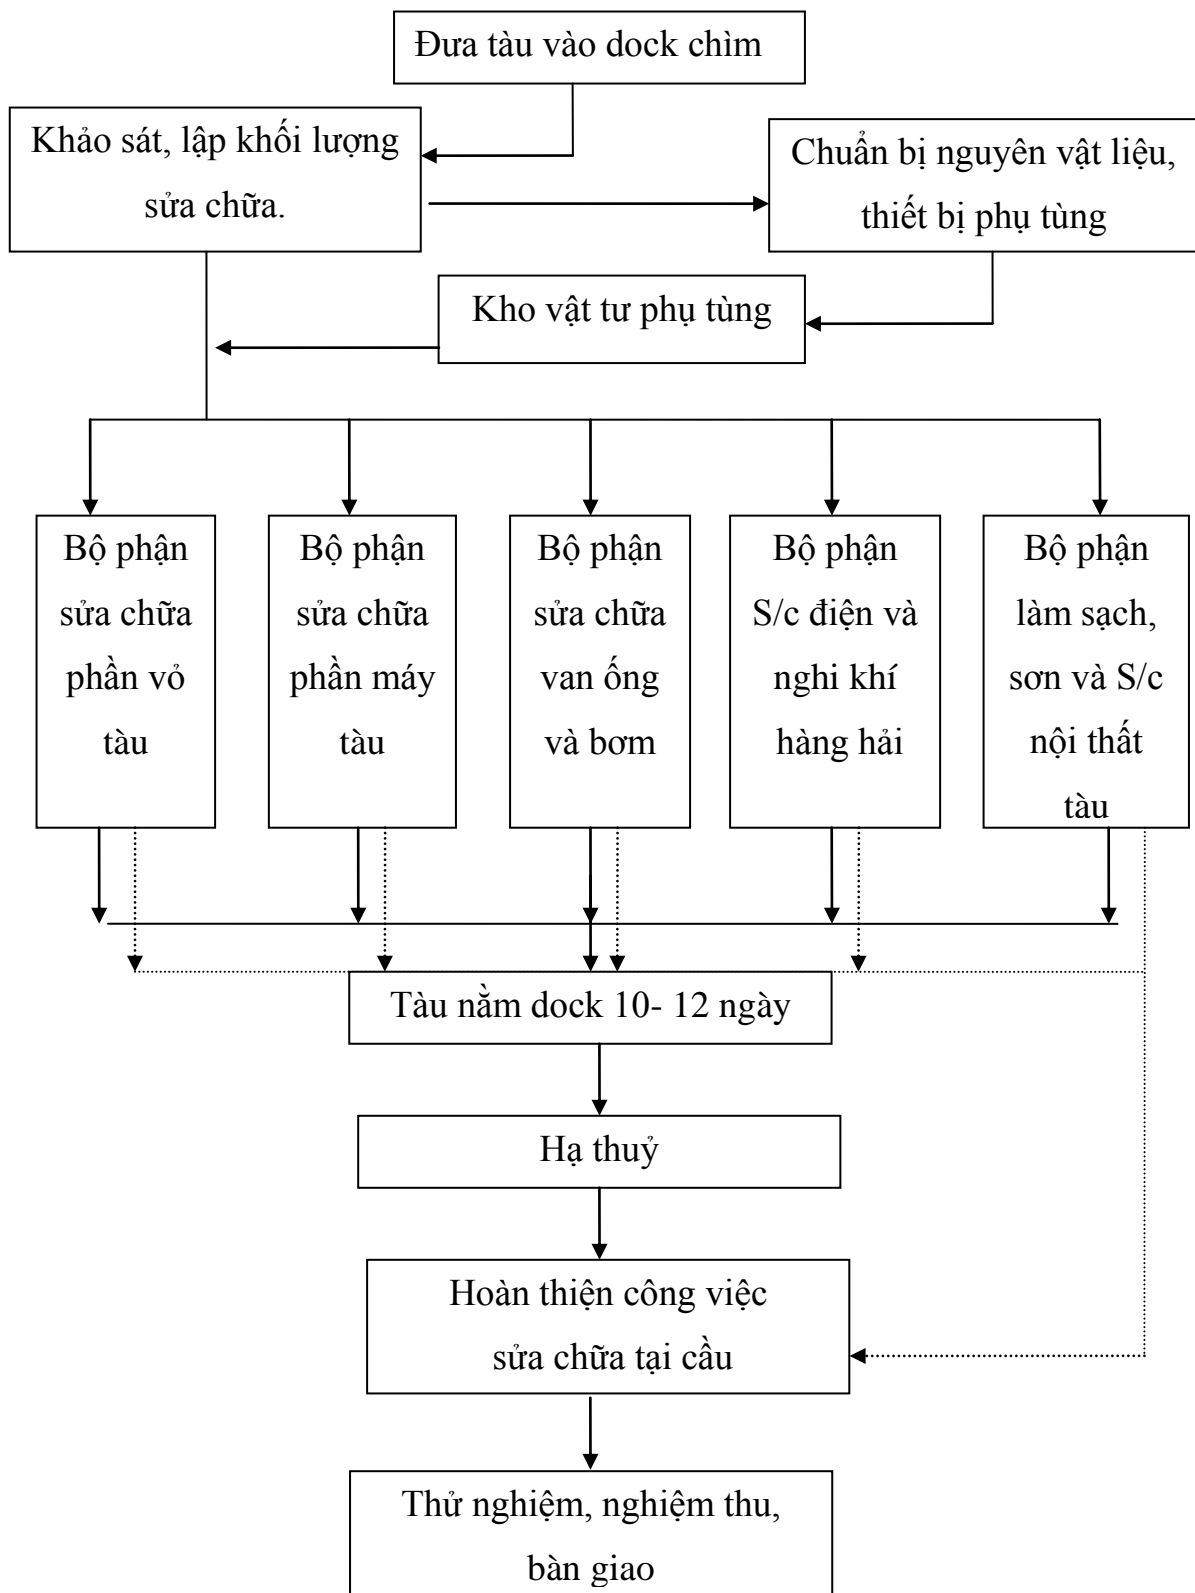 Đưa tàu vào dock chìm
Khảo sát, lập khối lượng
sửa chữa.
Chuẩn bị nguyên vật liệu,
thiết bị phụ tùng
Kho vật tư phụ tùng
Bộ phận
sửa chữa
phần vỏ
tàu
Bộ phận
sửa chữa
phần máy
tàu
Bộ phận
sửa chữa
van ống
và bơm
Bộ phận
S/c điện và
nghi khí
hàng hải
Bộ phận
làm sạch,
sơn và S/c
nội thất
tàu
Tàu nằm dock 10- 12 ngày
Hạ thuỷ
Hoàn thiện công việc
sửa chữa tại cầu
Thử nghiệm, nghiệm thu,
bàn giao